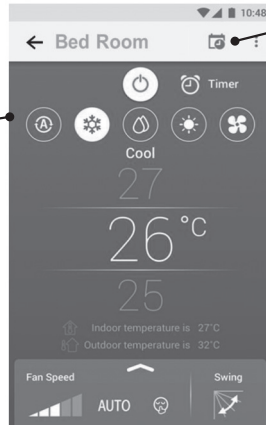 10:48
Bed Room
Timer
A
Cool
27
26°C
25
Indoor temperature is 27°C
Outdoor temperature is 32°C
Fan Speed
Swing
AUTO